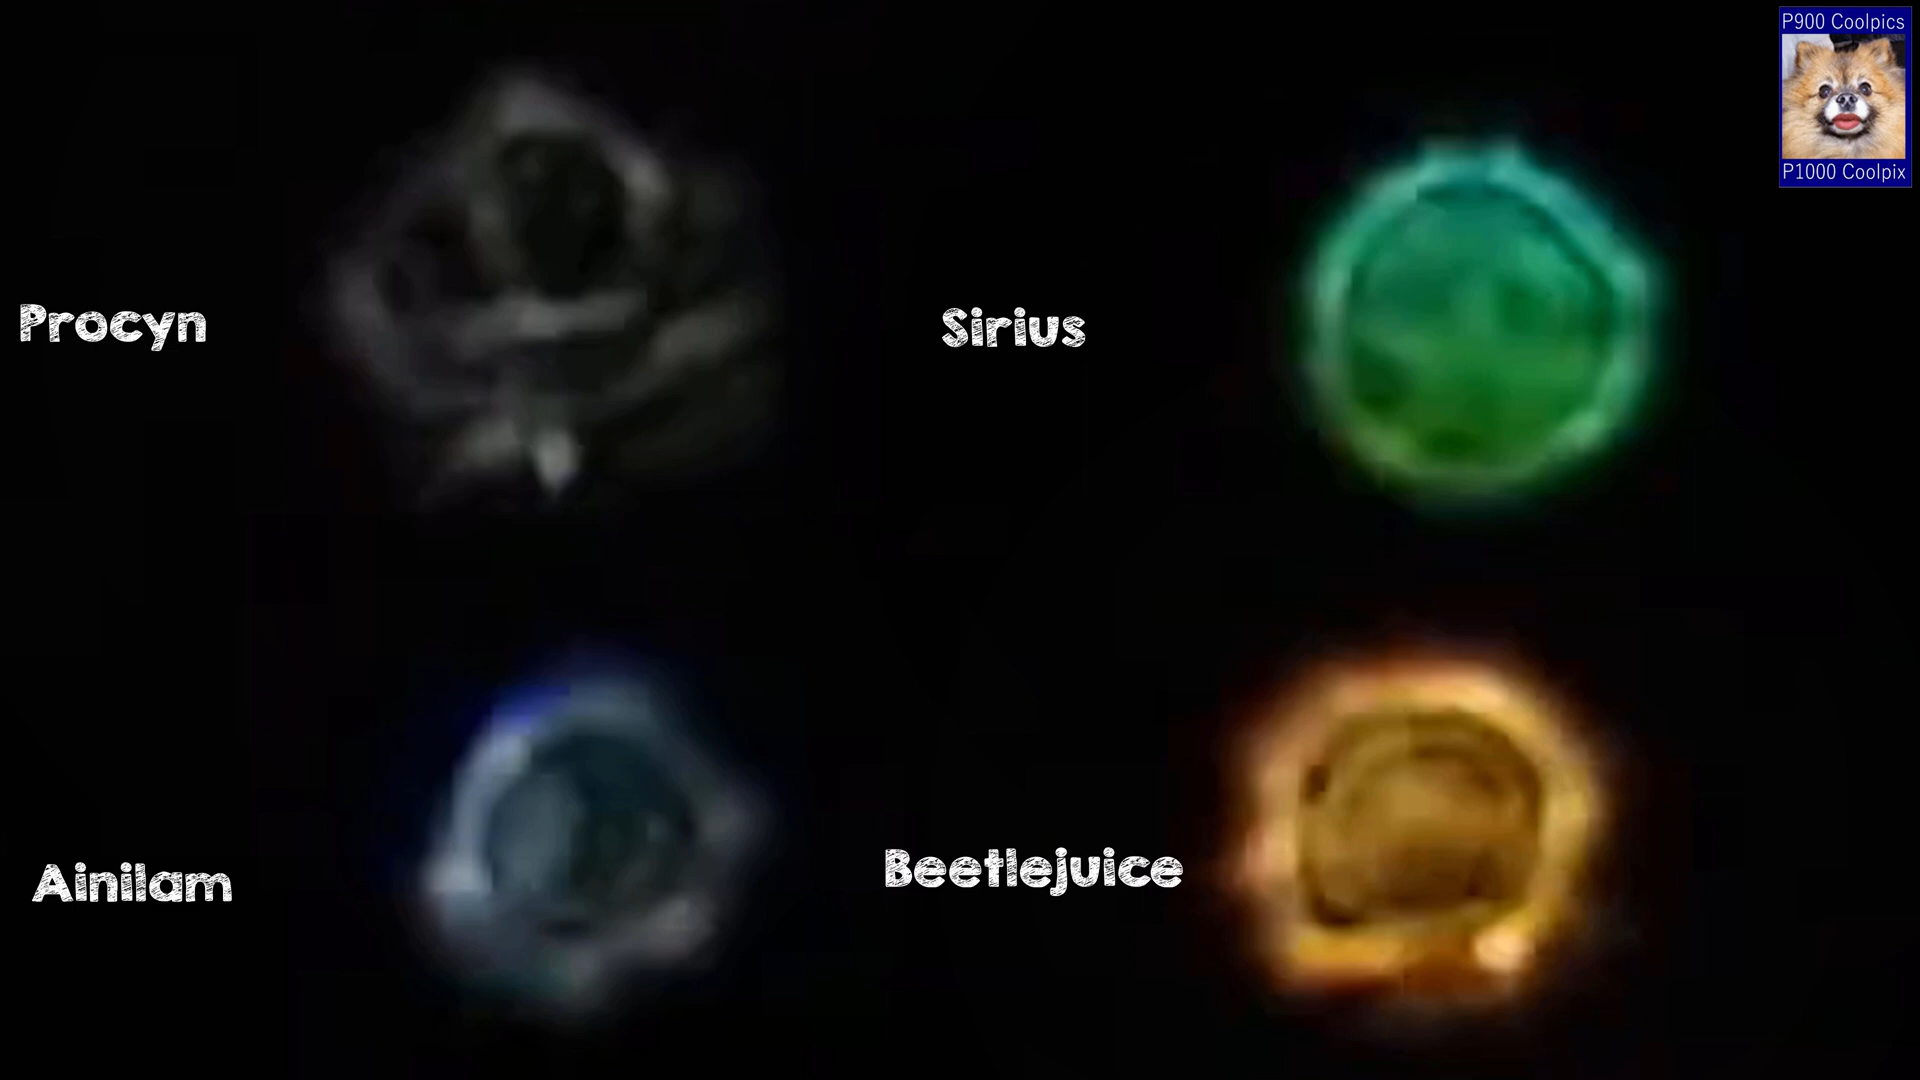 P900 Coolpics
P1000 Coolpix
Procyn
Sirius
Ainilam
Beetlejuice